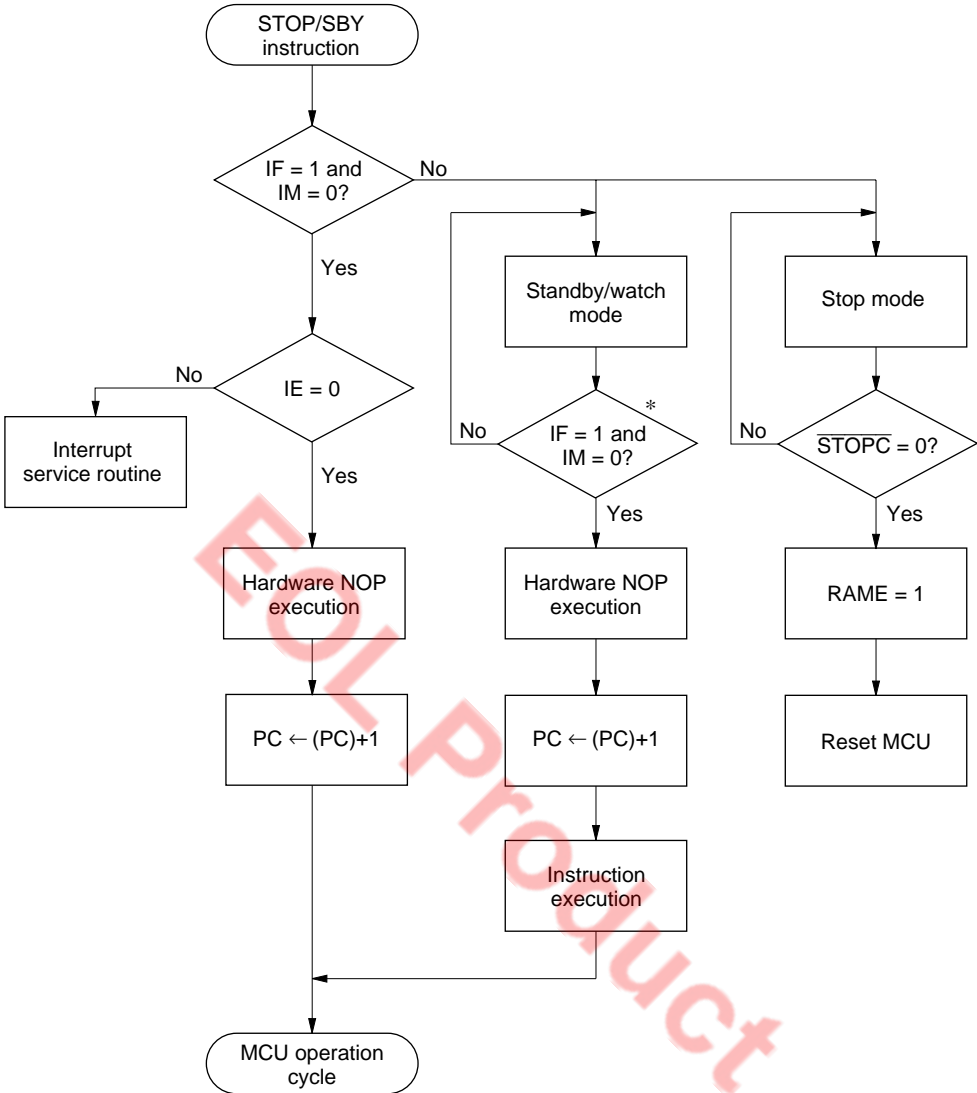 STOP/SBY
instruction
IF = 1 and
IM = 0?
No
Yes
IE = 0
No
Interrupt
service routine
Yes
Hardware NOP
execution
PC ← (PC)+1
Standby/watch
mode
*
IF = 1 and
IM = 0?
No
Yes
Hardware NOP
execution
PC ← (PC)+1
Instruction
execution
Stop mode
S̅T̅O̅P̅C̅ = 0?
No
Yes
RAME = 1
Reset MCU
MCU operation
cycle
EOL Product